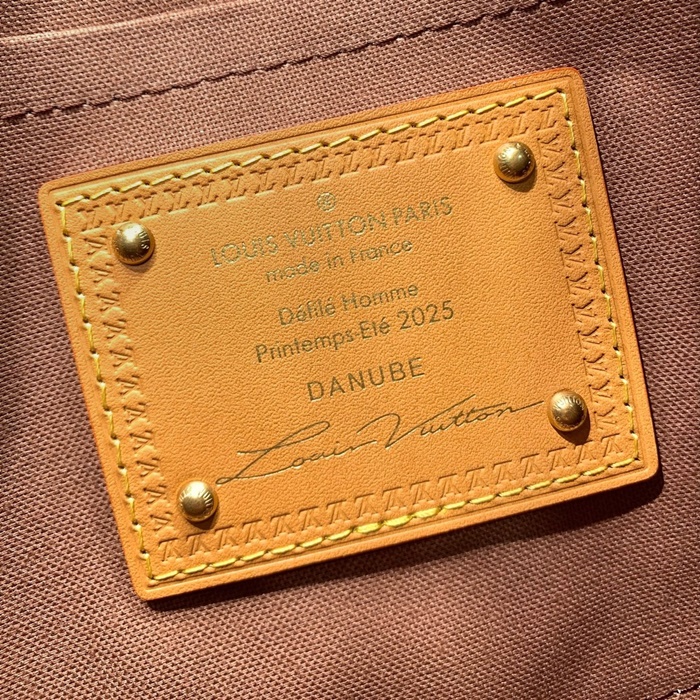 LOUIS VUITTON PARIS
made in France
Défilé Homme
Printemps-Eté 2025
DANUBE
Louis Vuitton